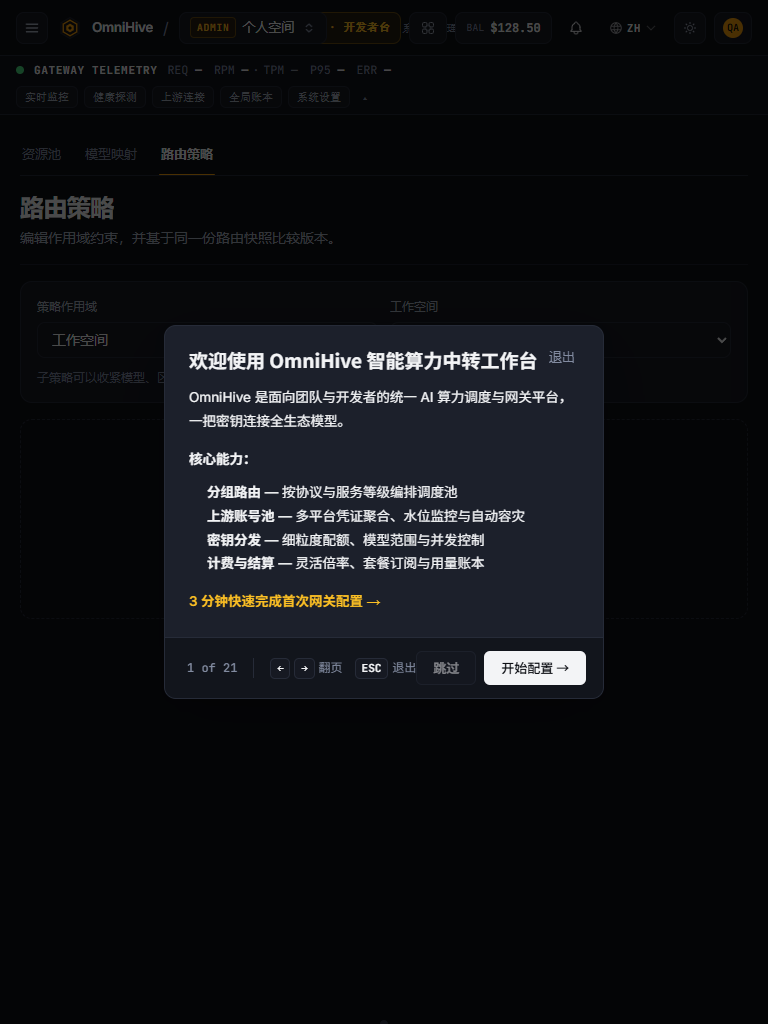 OmniHive / ADMIN 个人空间 · 开发者台 BAL $128.50 ZH QA
GATEWAY TELEMETRY REQ — RPM — · TPM — P95 — ERR —
实时监控 健康探测 上游连接 全局账本 系统设置
资源池 模型映射 路由策略
路由策略
编辑作用域约束，并基于同一份路由快照比较版本。
策略作用域 工作空间
工作空间
子策略可以收紧模型、
欢迎使用 OmniHive 智能算力中转工作台 退出
OmniHive 是面向团队与开发者的统一 AI 算力调度与网关平台，
一把密钥连接全生态模型。
核心能力：
分组路由 — 按协议与服务等级编排调度池
上游账号池 — 多平台凭证聚合、水位监控与自动容灾
密钥分发 — 细粒度配额、模型范围与并发控制
计费与结算 — 灵活倍率、套餐订阅与用量账本
3 分钟快速完成首次网关配置 →
1 of 21 ← → 翻页 ESC 退出 跳过 开始配置 →